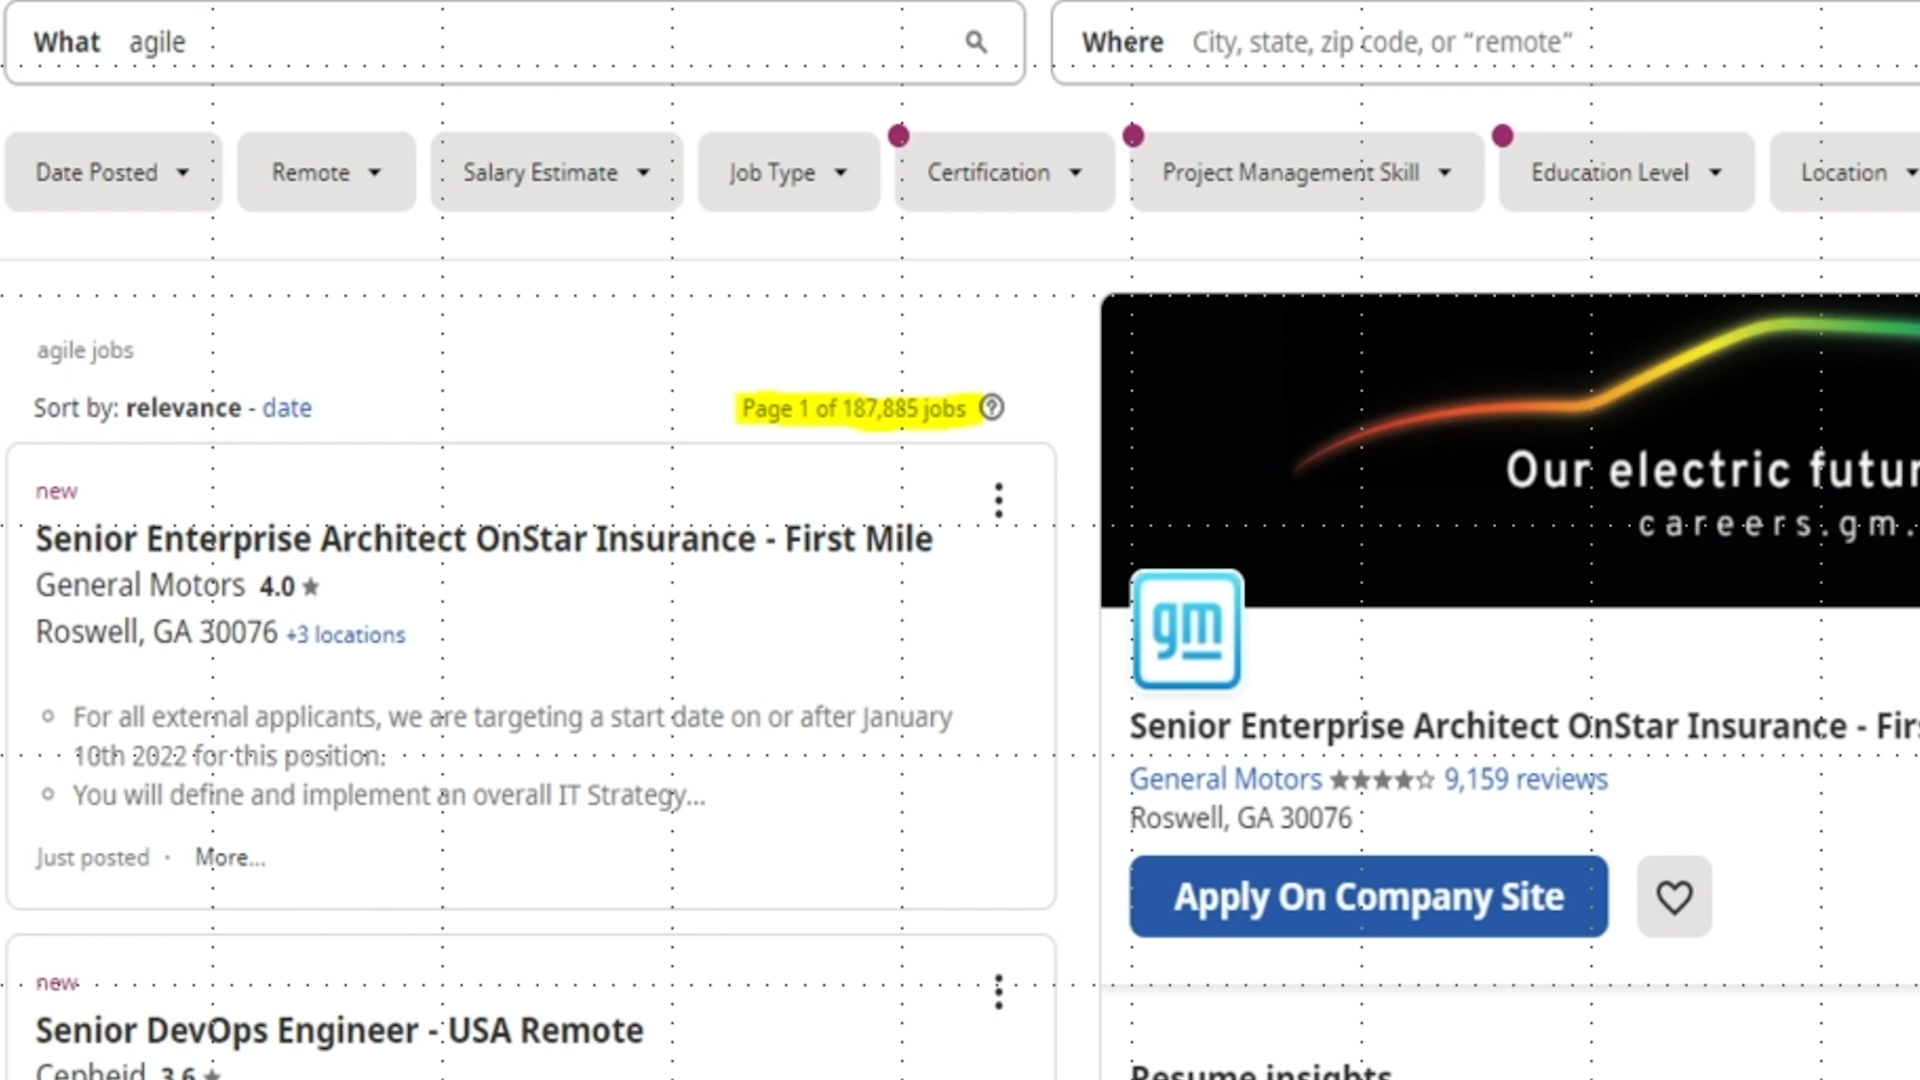 What agile
Where City, state, zip code, or “remote”
Date Posted
Remote
Salary Estimate
Job Type
Certification
Project Management Skill
Education Level
Location
agile jobs
Sort by: relevance - date
Page 1 of 187,885 jobs
new
Senior Enterprise Architect OnStar Insurance - First Mile
General Motors 4.0
Roswell, GA 30076 +3 locations
For all external applicants, we are targeting a start date on or after January
10th 2022 for this position.
You will define and implement an overall IT Strategy...
Just posted · More...
new
Senior DevOps Engineer - USA Remote
Cepheid 3.6
Our electric
careers.gm.
gm
Senior Enterprise Architect OnStar Insurance -
General Motors 9,159 reviews
Roswell, GA 30076
Apply On Company Site
Resume insights